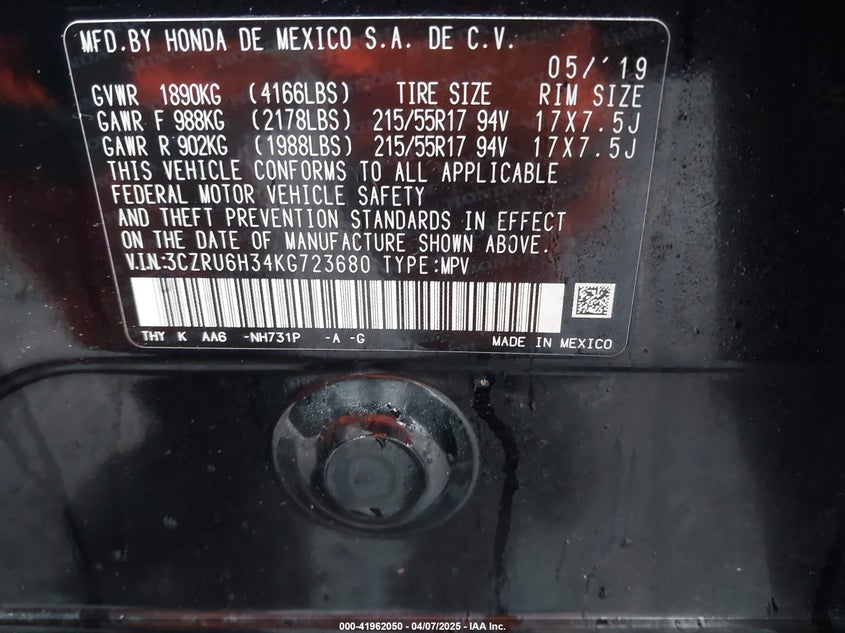 MFD.BY HONDA DE MEXICO S.A. DE C.V.
05/'19
GVWR 1890KG (4166LBS) TIRE SIZE RIM SIZE
GAWR F 988KG (2178LBS) 215/55R17 94V 17X7.5J
GAWR R 902KG (1988LBS) 215/55R17 94V 17X7.5J
THIS VEHICLE CONFORMS TO ALL APPLICABLE
FEDERAL MOTOR VEHICLE SAFETY
AND THEFT PREVENTION STANDARDS IN EFFECT
ON THE DATE OF MANUFACTURE SHOWN ABOVE.
V.I.N:3CZRU6H34KG723680 TYPE:MPV
THY K AA6 -NH731P -A -G MADE IN MEXICO
000-41962050 - 04/07/2025 - IAA Inc.